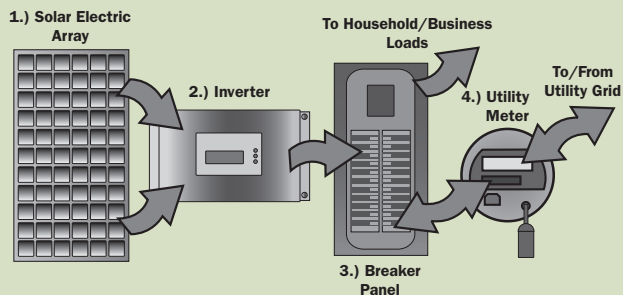 1.) Solar Electric
Array
2.) Inverter
To Household/Business
Loads
4.) Utility
Meter
To/From
Utility Grid
3.) Breaker
Panel